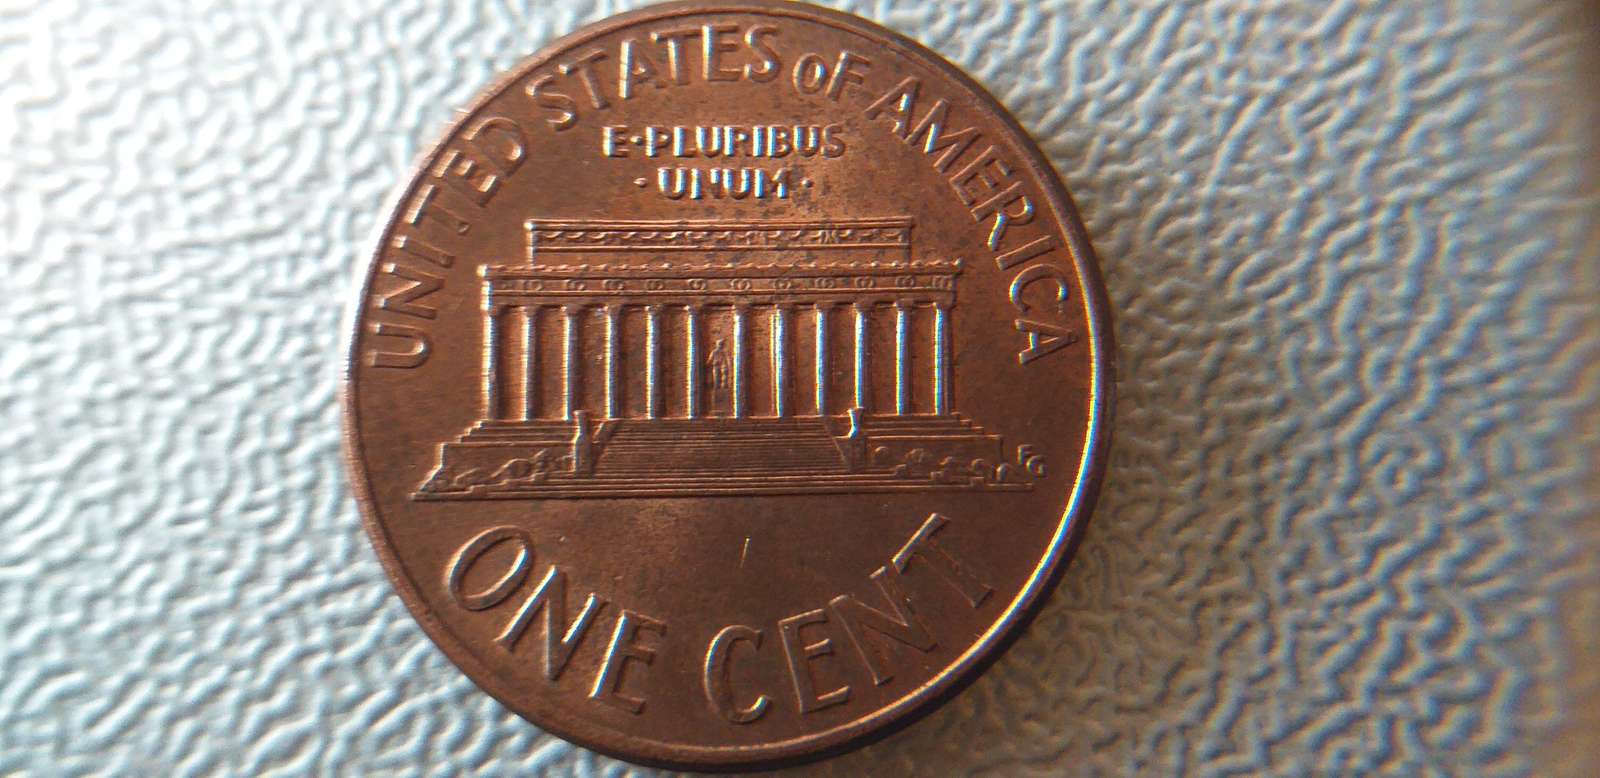 UNITED STATES oF AMERICA
E·PLURIBUS
·UNUM·
FG
ONE CENT